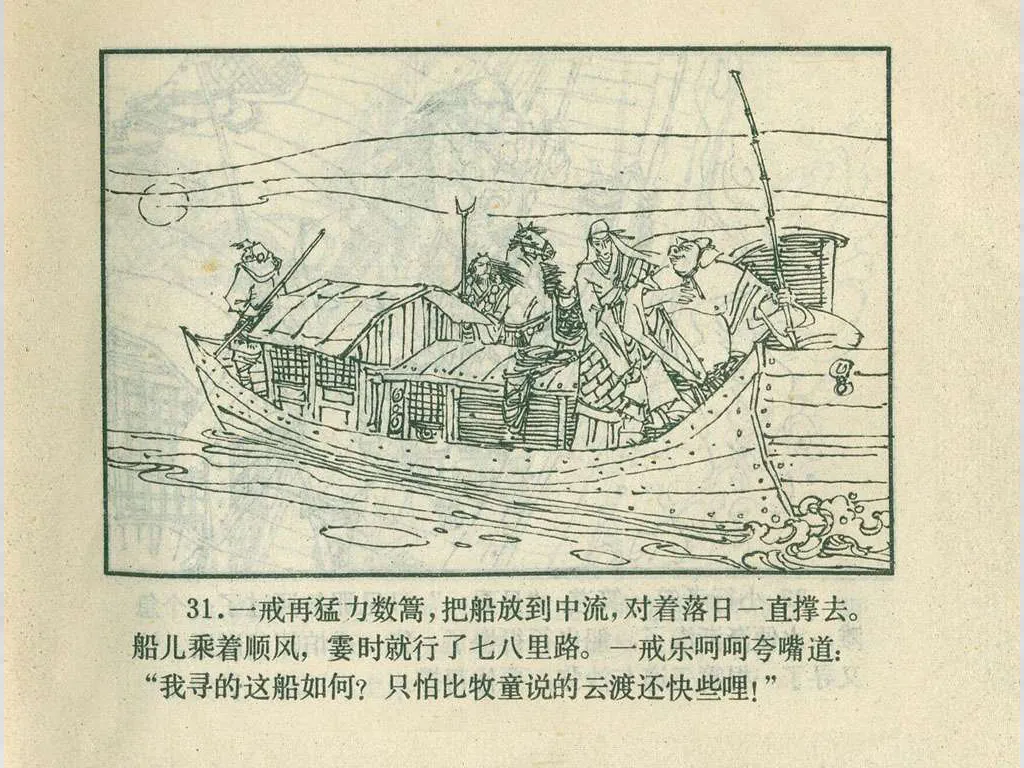 31.一戒再猛力数篙，把船放到中流，对着落日一直撑去。
船儿乘着顺风，霎时就行了七八里路。一戒乐呵呵夸嘴道：
“我寻的这船如何？只怕比牧童说的云渡还快些哩！”